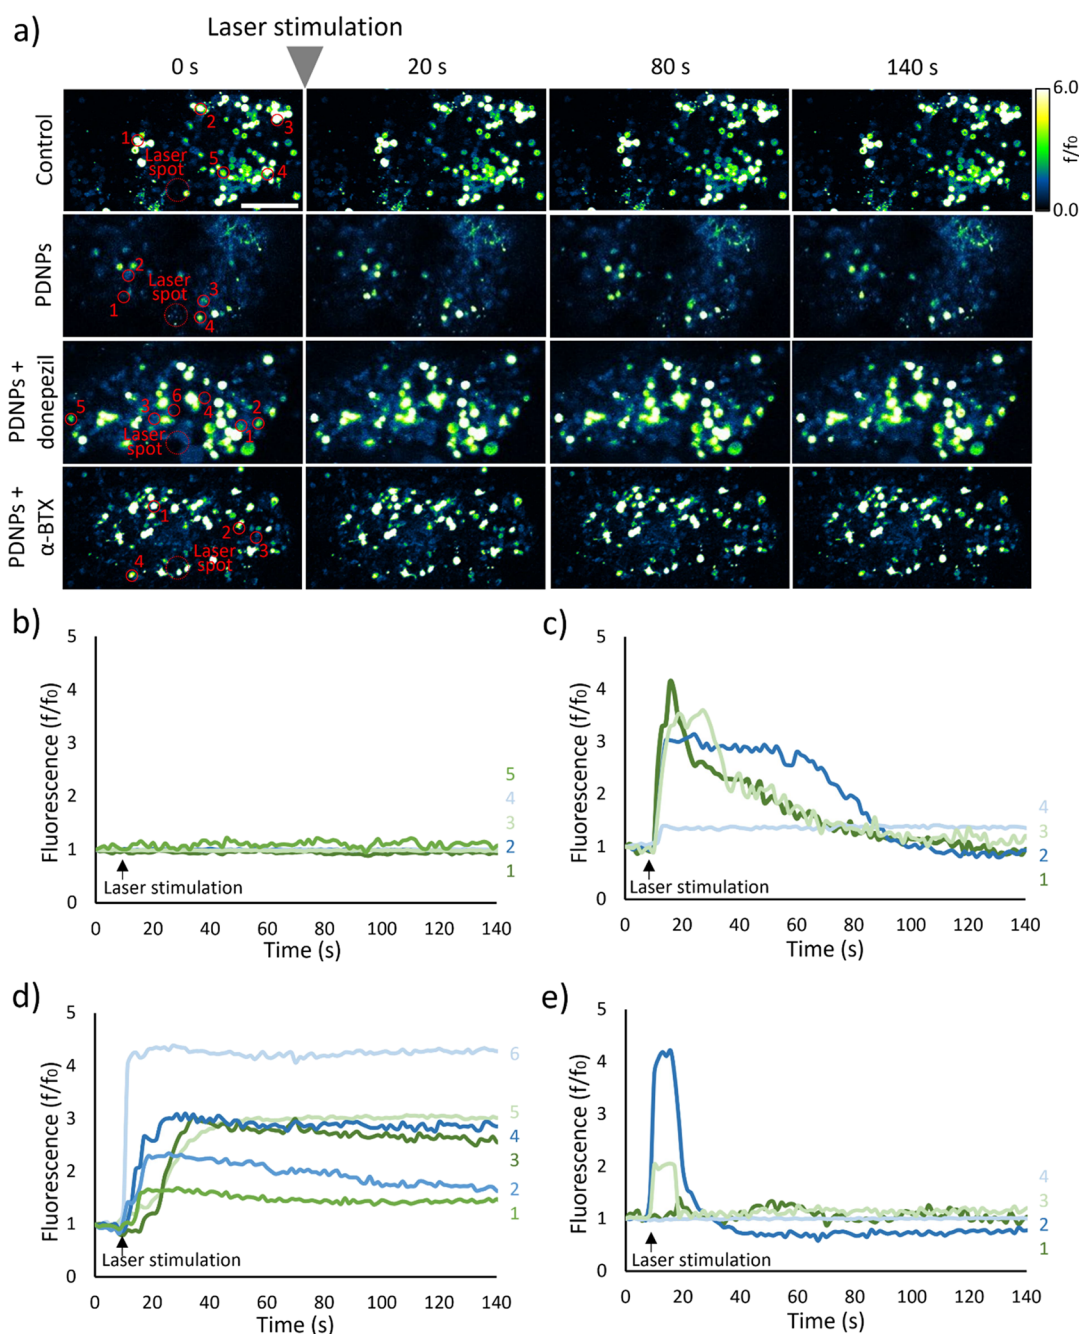 a)
Laser stimulation
0 s
20 s
80 s
140 s
Control
1
2
3
Laser
spot
5
4
6.0
f/f0
0.0
PDNPs
2
Laser
spot
1
3
4
PDNPs +
donepezil
5
3
6
4
2
1
Laser
spot
PDNPs +
α-BTX
1
2
3
Laser
spot
4
b)
Fluorescence (f/f0)
5
4
3
2
1
0
Laser stimulation
5
4
3
2
1
0
20
40
60
80
100
120
140
Time (s)
c)
Fluorescence (f/f0)
5
4
3
2
1
0
Laser stimulation
4
3
2
1
0
20
40
60
80
100
120
140
Time (s)
d)
Fluorescence (f/f0)
5
4
3
2
1
0
Laser stimulation
6
5
4
3
2
1
0
20
40
60
80
100
120
140
Time (s)
e)
Fluorescence (f/f0)
5
4
3
2
1
0
Laser stimulation
4
3
2
1
0
20
40
60
80
100
120
140
Time (s)